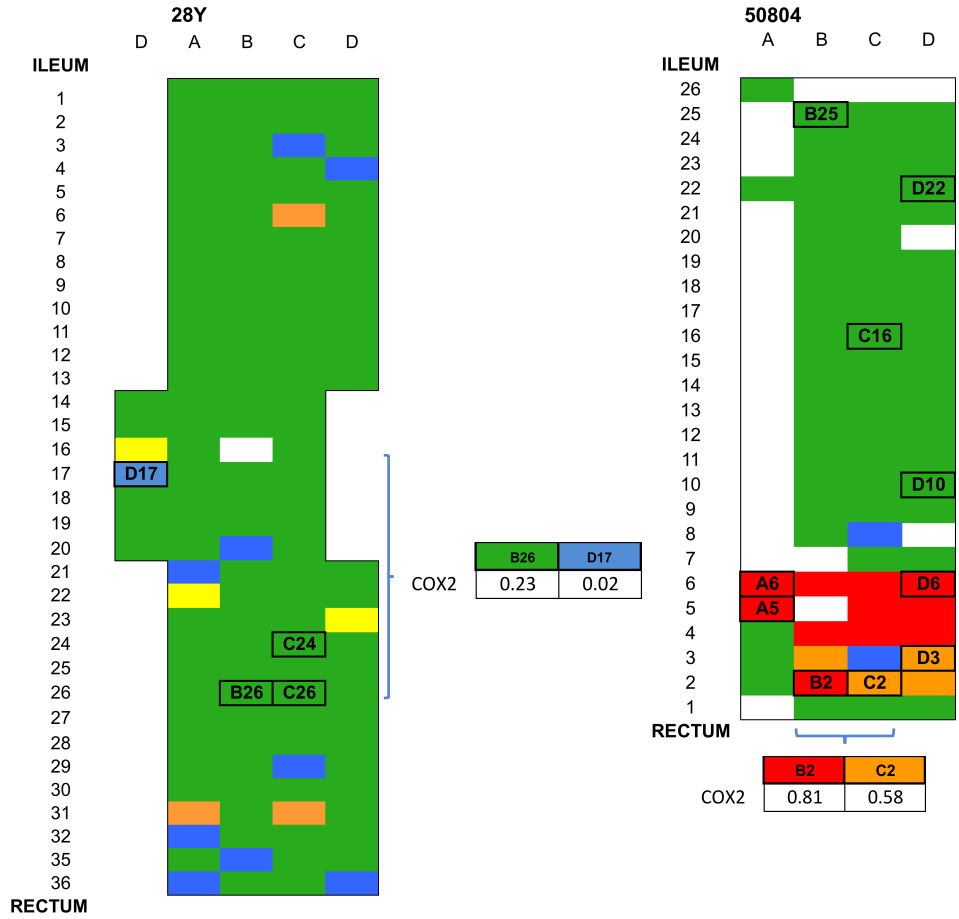 28Y
D A B C D
ILEUM
1
2
3
4
5
6
7
8
9
10
11
12
13
14
15
16
17 D17
18
19
20
21
22
23
24 C24
25
26 B26 C26
27
28
29
30
31
32
35
36
RECTUM
B26 D17
COX2 0.23 0.02
50804
A B C D
ILEUM
26
25 B25
24
23
22 D22
21
20
19
18
17
16 C16
15
14
13
12
11
10 D10
9
8
7
6 A6 D6
5 A5
4
3 D3
2 B2 C2
1
RECTUM
B2 C2
COX2 0.81 0.58